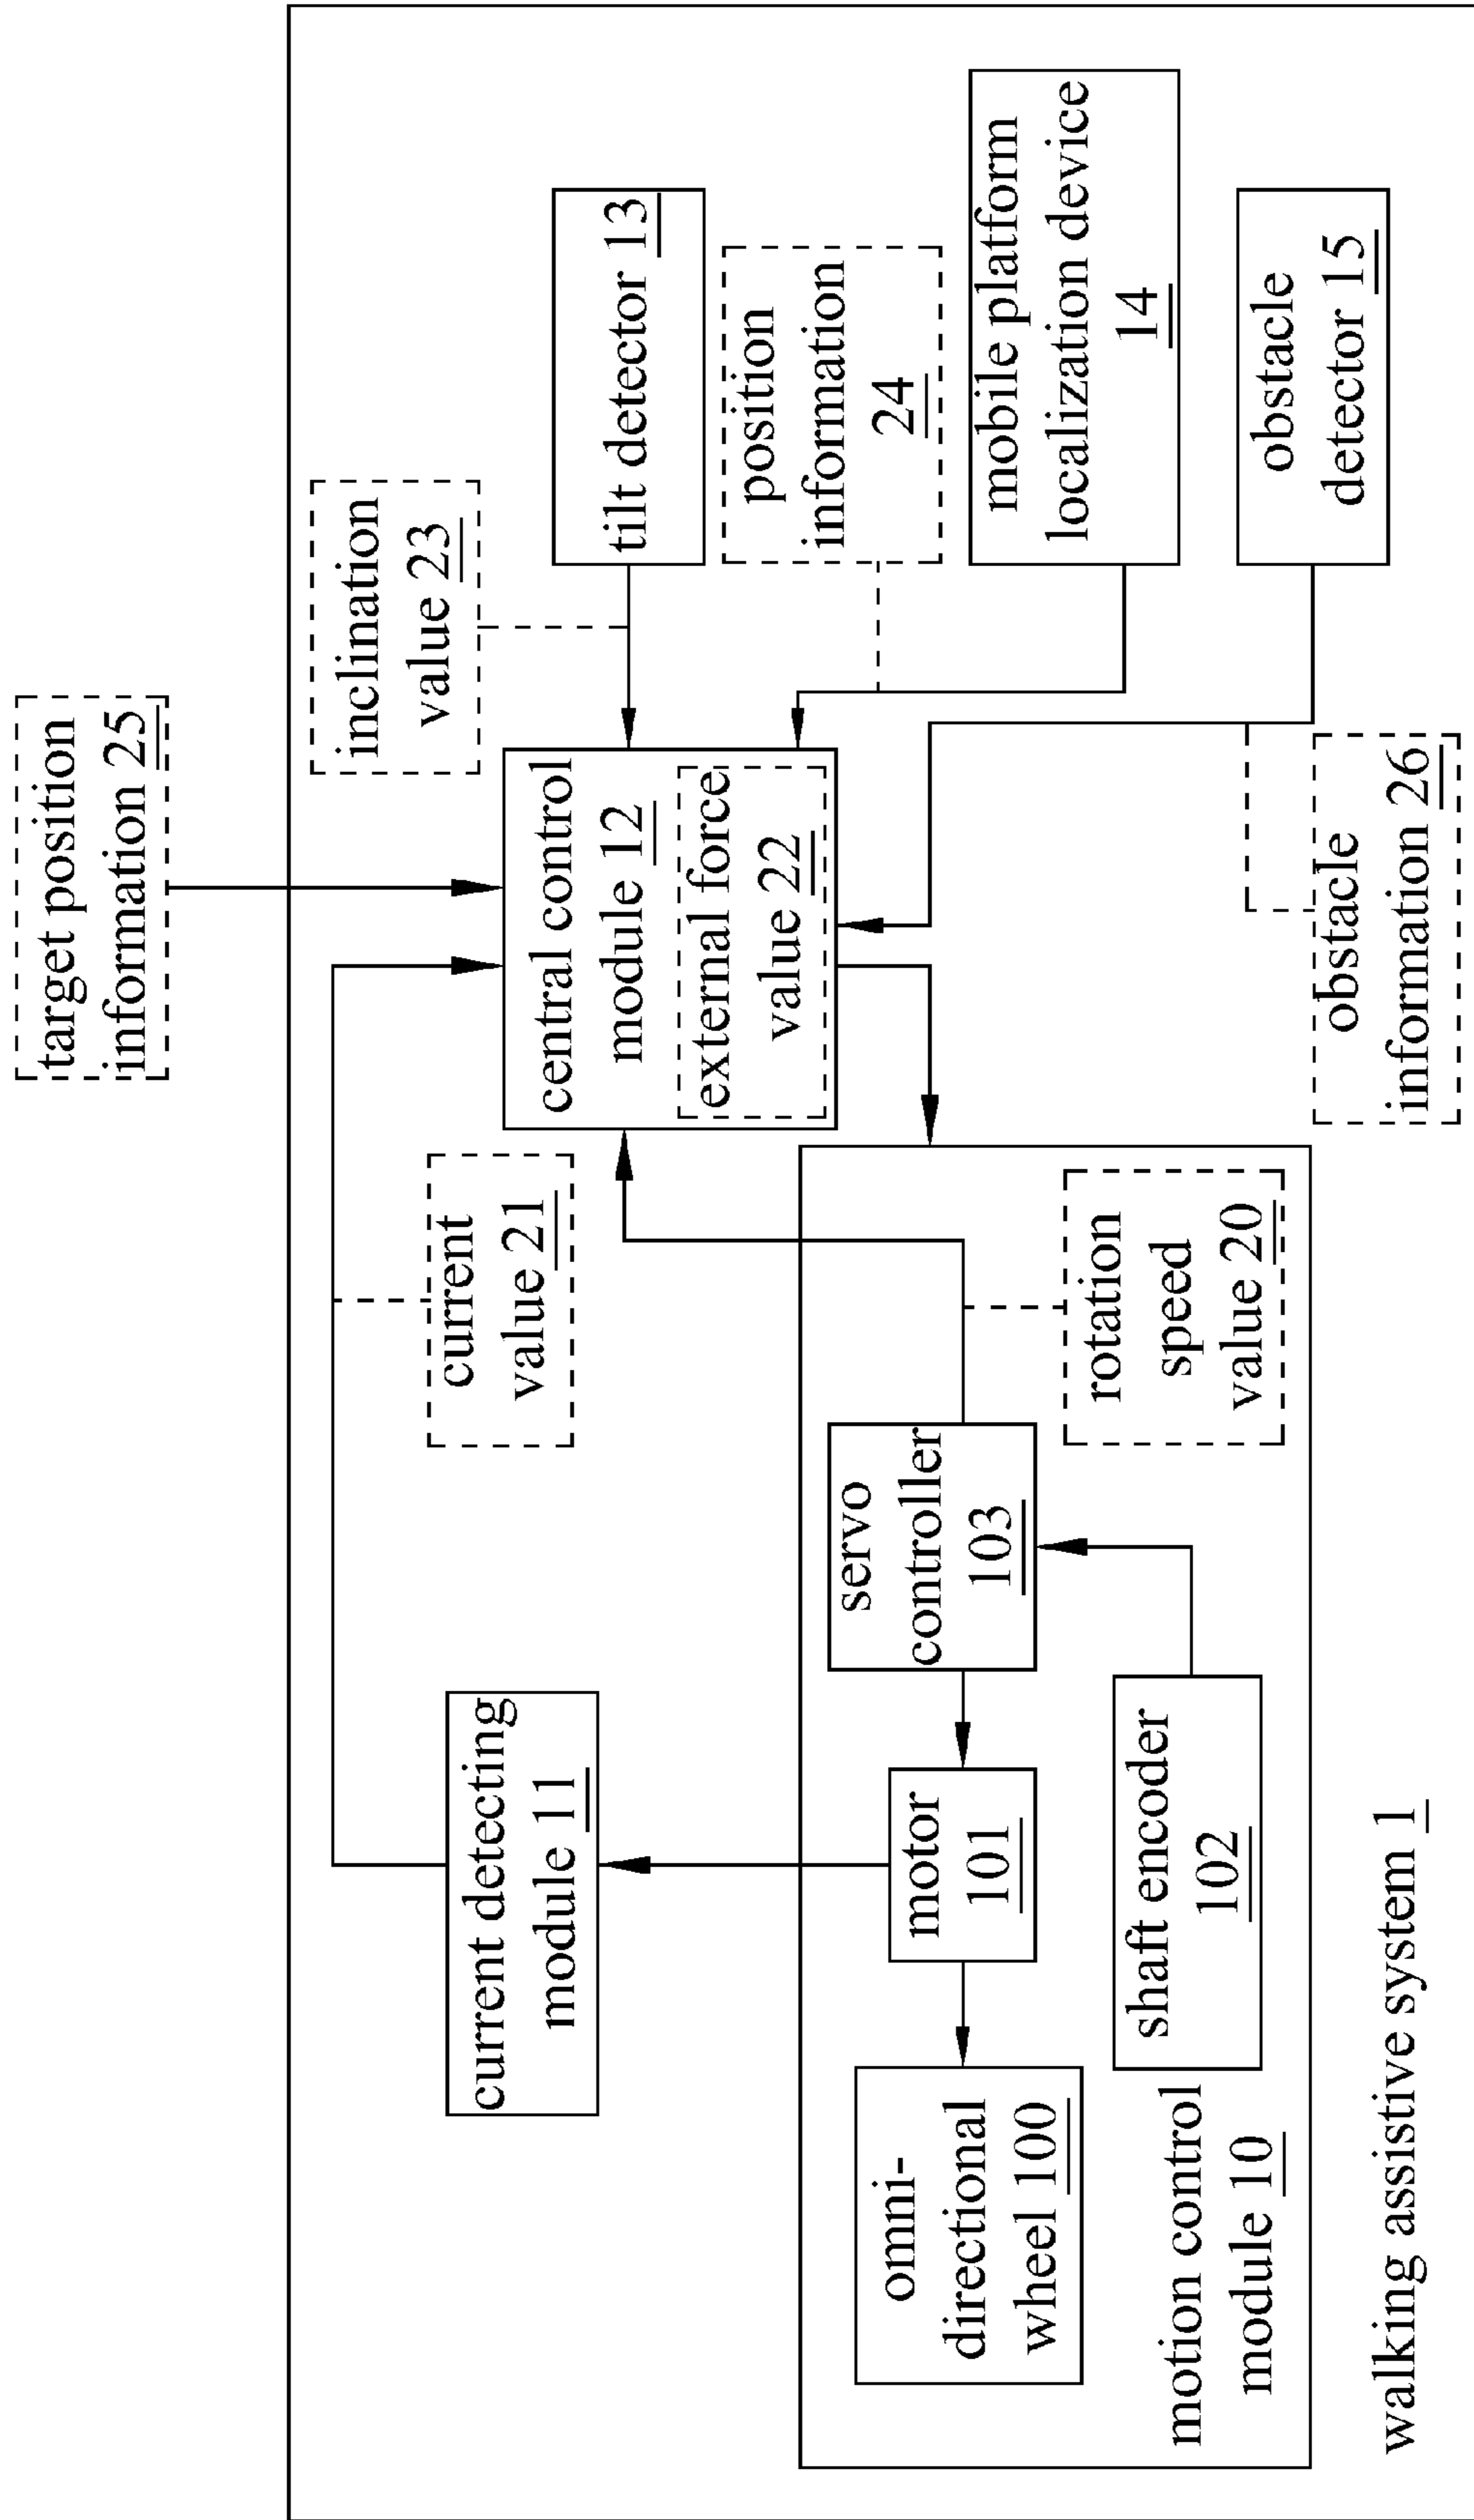 target position
information 25
current detecting
module 11
current
value 21
inclination
value 23
central control
module 12
external force
value 22
tilt detector 13
position
information
24
mobile platform
localization device
14
obstacle
detector 15
obstacle
information 26
omni-
directional
wheel 100
motor
101
servo
controller
103
shaft encoder
102
rotation
speed
value 20
motion control
module 10
walking assistive system 1